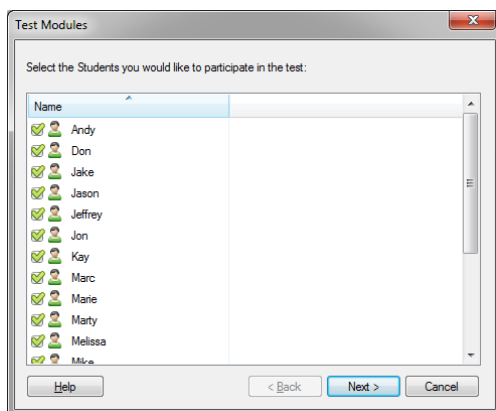 Test Modules
Select the Students you would like to participate in the test:
Name
Andy
Don
Jake
Jason
Jeffrey
Jon
Kay
Marc
Marie
Marty
Melissa
Mike
Help
< Back
Next >
Cancel